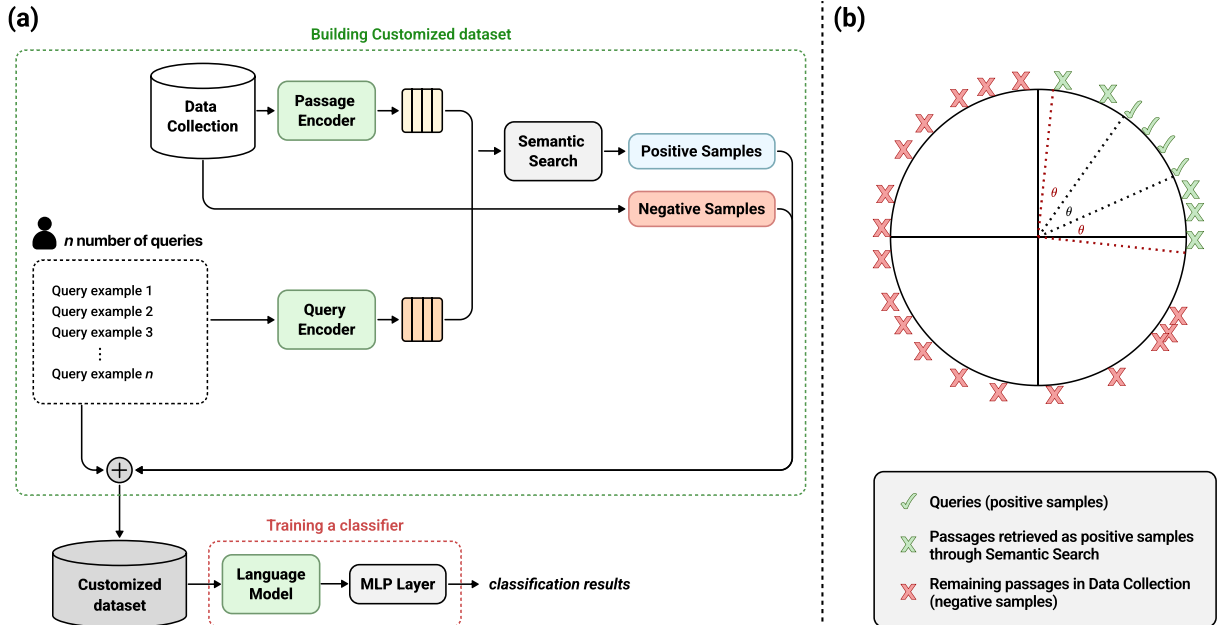 (a)
Building Customized dataset
Data
Collection
Passage
Encoder
Semantic
Search
Positive Samples
Negative Samples
n number of queries
Query example 1
Query example 2
Query example 3
⋮
Query example n
Query
Encoder
+
Training a classifier
Customized
dataset
Language
Model
MLP Layer
classification results
(b)
θ
θ
θ
Queries (positive samples)
Passages retrieved as positive samples
through Semantic Search
Remaining passages in Data Collection
(negative samples)